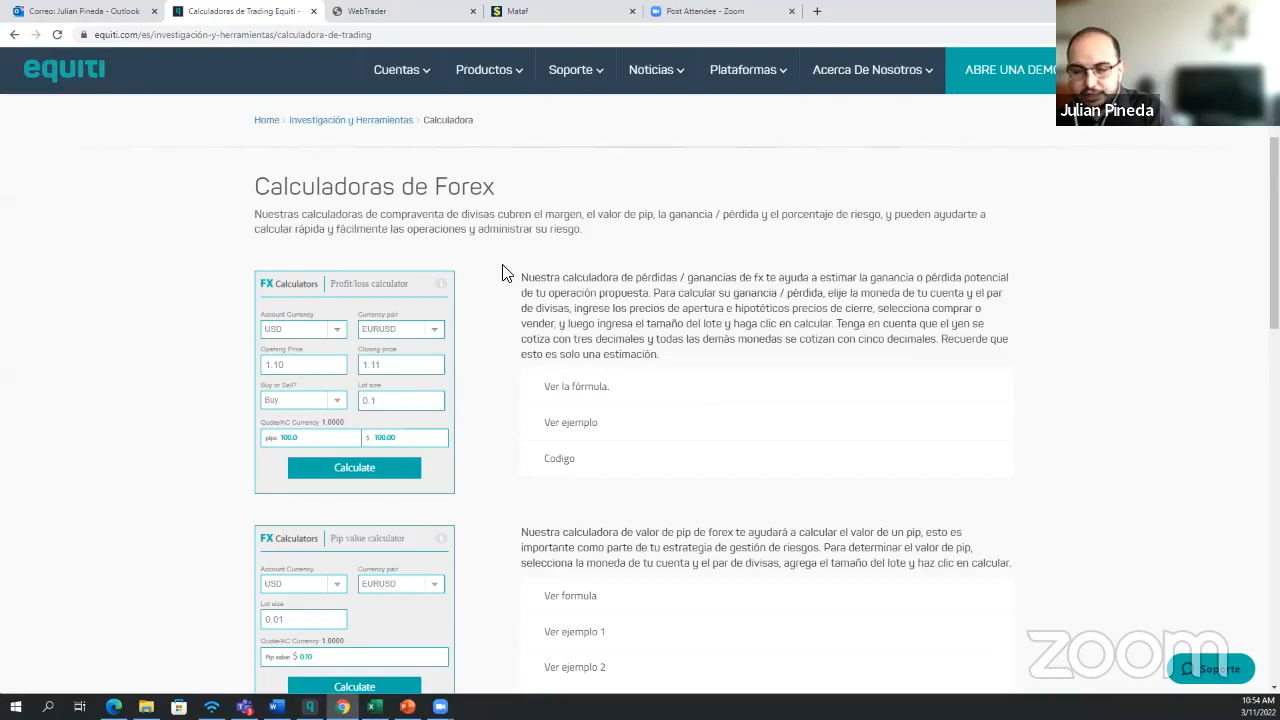 Correo: Julian Pineda - Outlook
Calculadoras de Trading Equiti -
WebTrader
Mataf
Post Attendee - Zoom
equiti.com/es/investigación-y-herramientas/calculadora-de-trading
equiti
Cuentas
Productos
Soporte
Noticias
Plataformas
Acerca De Nosotros
ABRE UNA DEMO
Julian Pineda
Home > Investigación y Herramientas > Calculadora
Calculadoras de Forex
Nuestras calculadoras de compraventa de divisas cubren el margen, el valor de pip, la ganancia / pérdida y el porcentaje de riesgo, y pueden ayudarte a
calcular rápida y fácilmente las operaciones y administrar su riesgo.
FX Calculators | Profit/loss calculator
Account Currency
Currency pair
USD
EURUSD
Opening Price
Closing price
1.10
1.11
Buy or Sell?
Lot size
Buy
0.1
Quote/AC Currency 1.0000
pips 100.0
$ 100.00
Calculate
Nuestra calculadora de pérdidas / ganancias de fx te ayuda a estimar la ganancia o pérdida potencial
de tu operación propuesta. Para calcular su ganancia / pérdida, elije la moneda de tu cuenta y el par
de divisas, ingrese los precios de apertura e hipotéticos precios de cierre, selecciona comprar o
vender, y luego ingresa el tamaño del lote y haga clic en calcular. Tenga en cuenta que el yen se
cotiza con tres decimales y todas las demás monedas se cotizan con cinco decimales. Recuerde que
esto es solo una estimación.
Ver la fórmula.
Ver ejemplo
Codigo
FX Calculators | Pip value calculator
Account Currency
Currency pair
USD
EURUSD
Lot size
0.01
Quote/AC Currency 1.0000
Pip value $ 0.10
Calculate
Nuestra calculadora de valor de pip de forex te ayudará a calcular el valor de un pip, esto es
importante como parte de tu estrategia de gestión de riesgos. Para determinar el valor de pip,
selecciona la moneda de tu cuenta y el par de divisas, agrega el tamaño del lote y haz clic en calcular.
Ver formula
Ver ejemplo 1
Ver ejemplo 2
zoom
Soporte
10:54 AM
3/11/2022